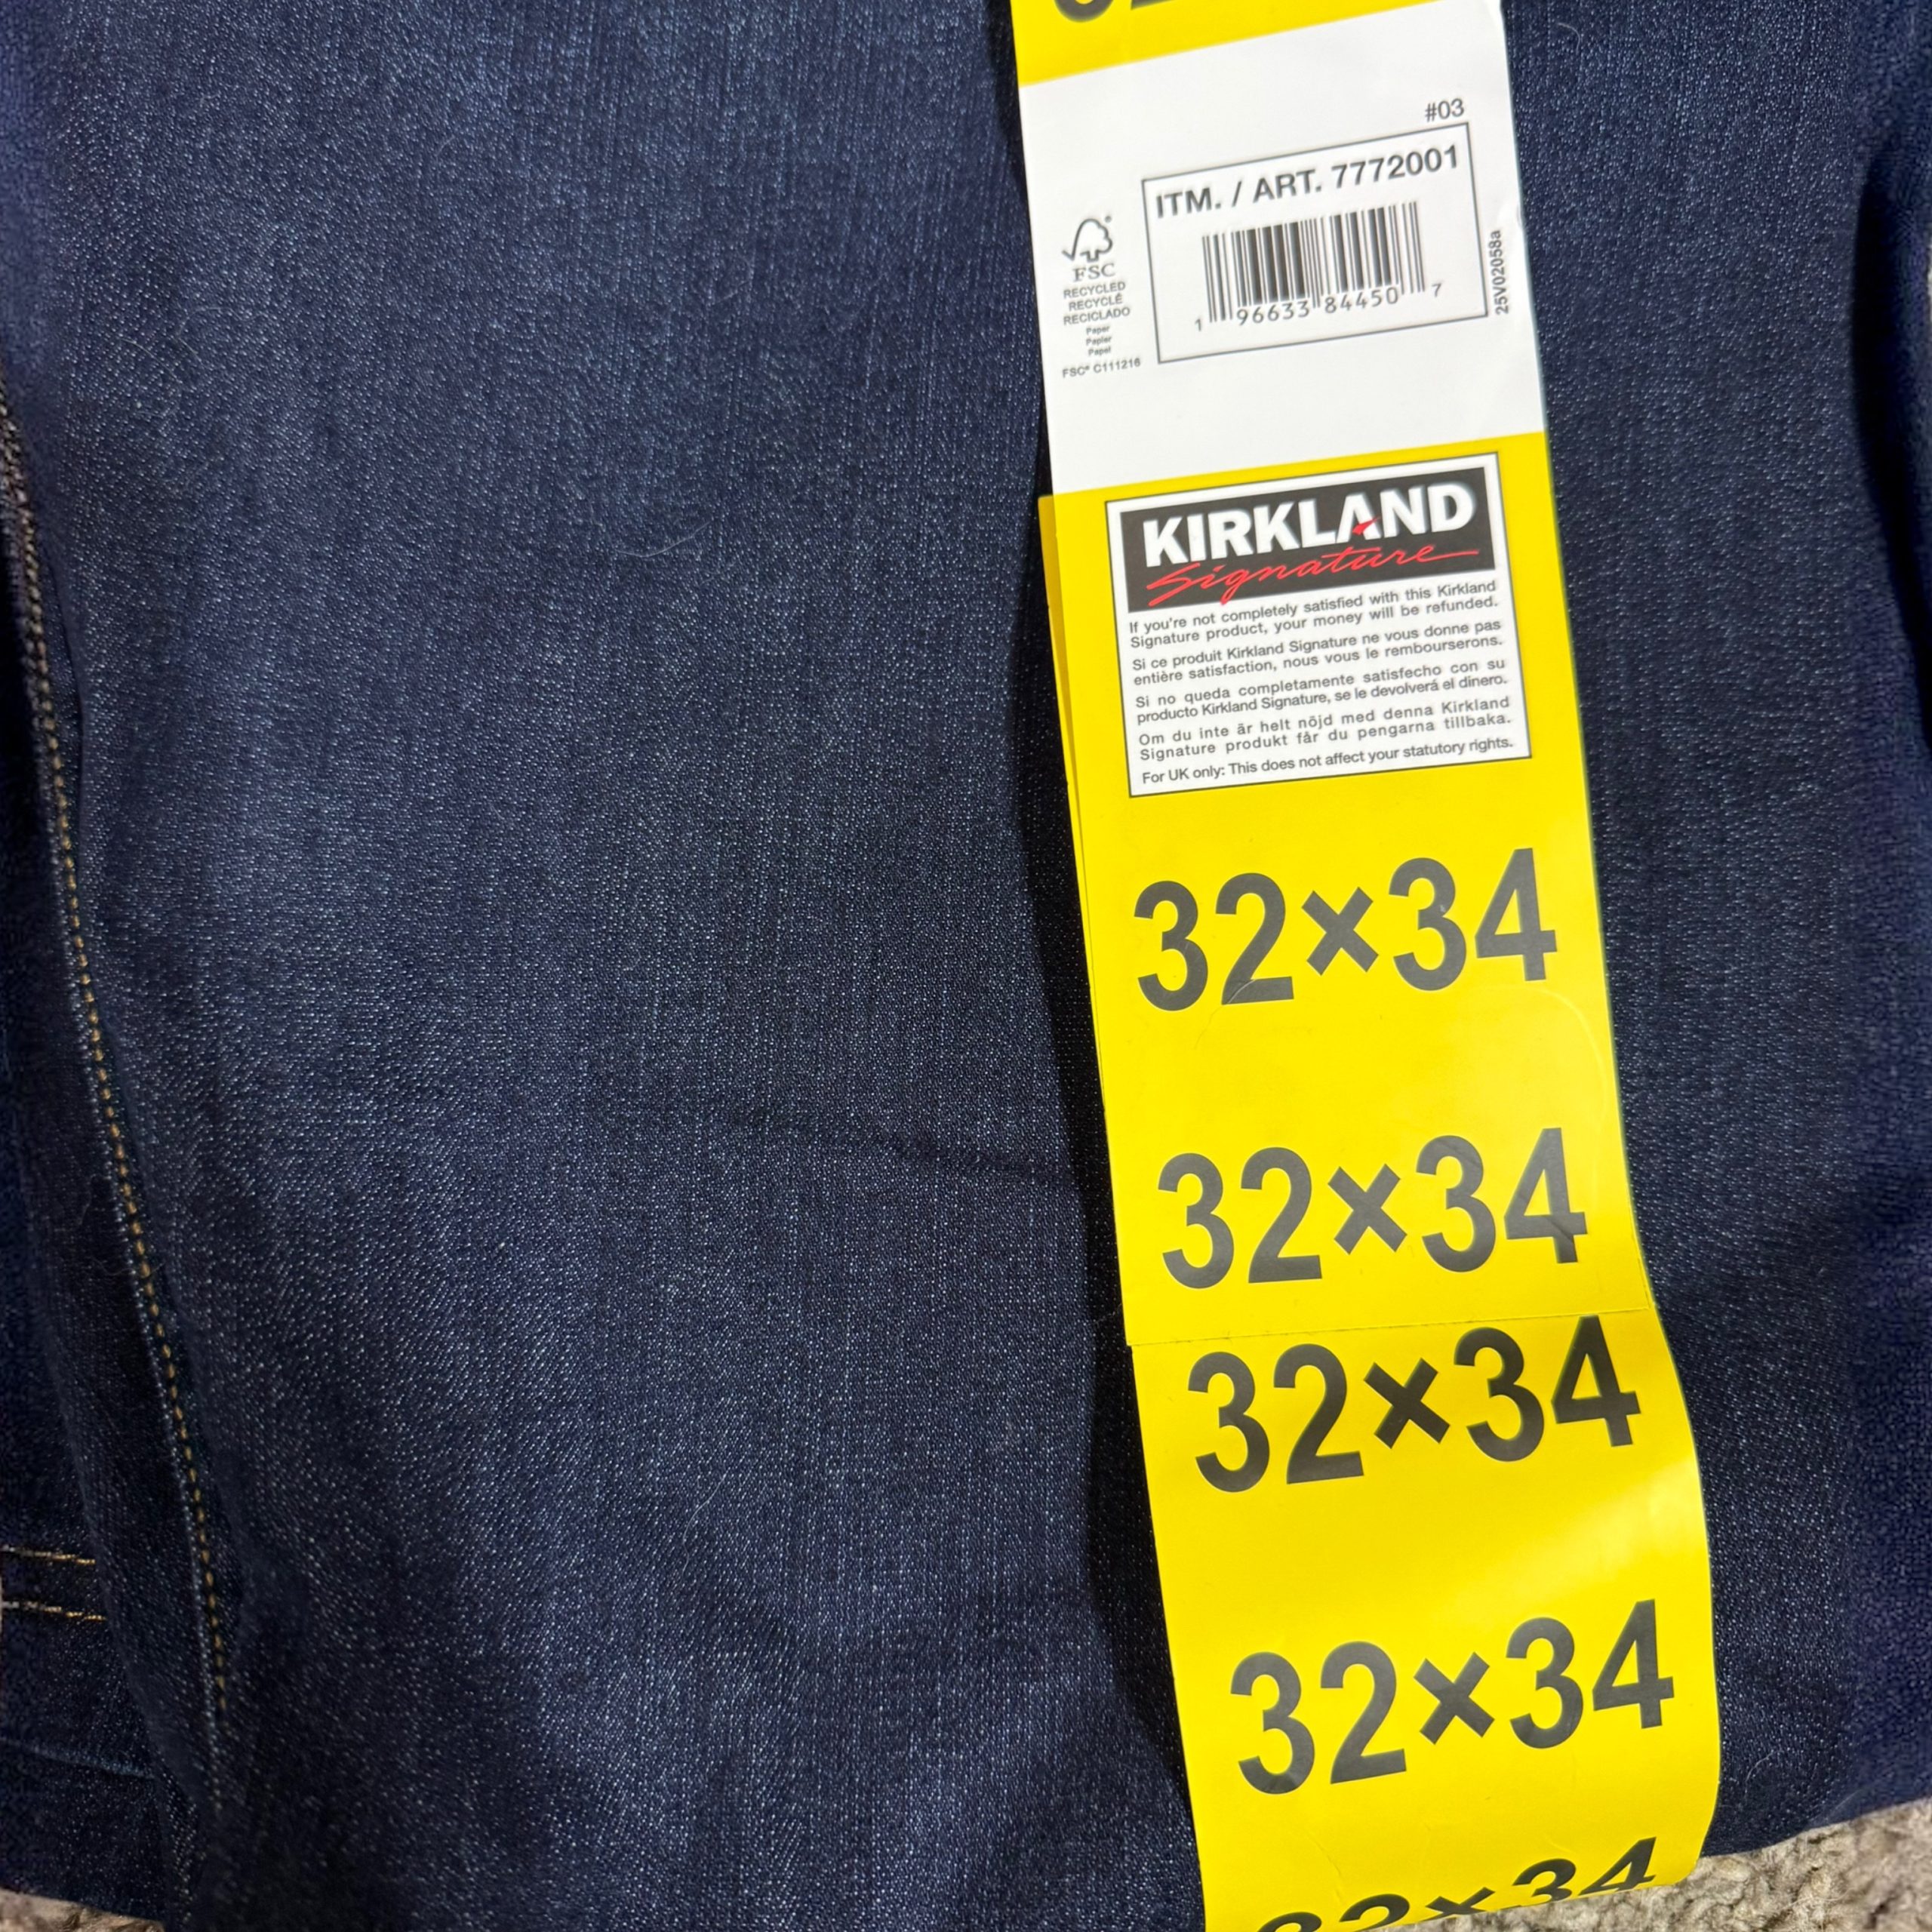 #03
ITM. / ART. 7772001
1 96633 84450 7
25V02058a
FSC®
RECYCLED
RECYCLÉ
RECICLADO
Paper
Papier
Papel
FSC® C111216
KIRKLAND
Signature
If you're not completely satisfied with this Kirkland
Signature product, your money will be refunded.
Si ce produit Kirkland Signature ne vous donne pas
entière satisfaction, nous vous le rembourserons.
Si no queda completamente satisfecho con su
producto Kirkland Signature, se le devolverá el dinero.
Om du inte är helt nöjd med denna Kirkland
Signature produkt får du pengarna tillbaka.
For UK only: This does not affect your statutory rights.
32×34
32×34
32×34
32×34
32×34